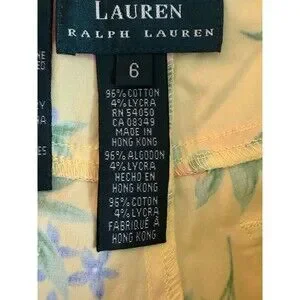 LAUREN
RALPH LAUREN
6
96% COTTON
4% LYCRA
RN 54050
CA 08349
MADE IN
HONG KONG
96% ALGODON
4% LYCRA
HECHO EN
HONG KONG
96% COTON
4% LYCRA
FABRIQUÉ À
HONG KONG